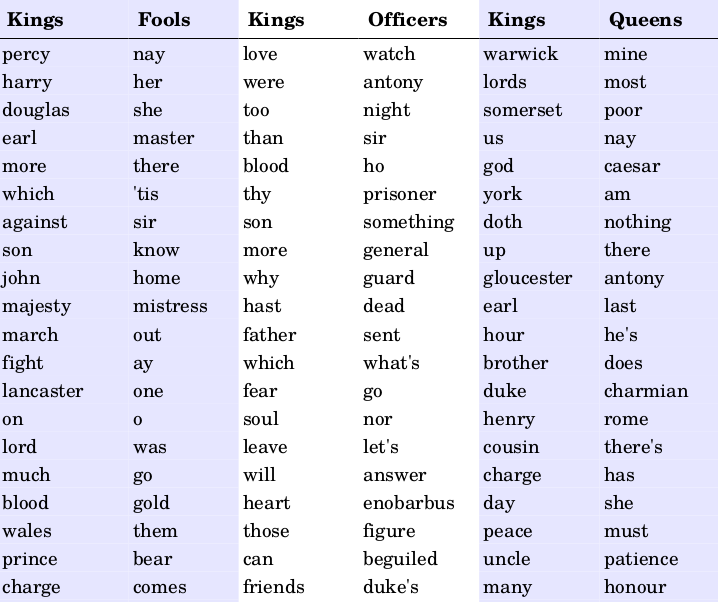 Kings Fools Kings Officers Kings Queens
percy nay love watch warwick mine
harry her were antony lords most
douglas she too night somerset poor
earl master than sir us nay
more there blood ho god caesar
which 'tis thy prisoner york am
against sir son something doth nothing
son know more general up there
john home why guard gloucester antony
majesty mistress hast dead earl last
march out father sent hour he's
fight ay which what's brother does
lancaster one fear go duke charmian
on o soul nor henry rome
lord was leave let's cousin there's
much go will answer charge has
blood gold heart enobarbus day she
wales them those figure peace must
prince bear can beguiled uncle patience
charge comes friends duke's many honour